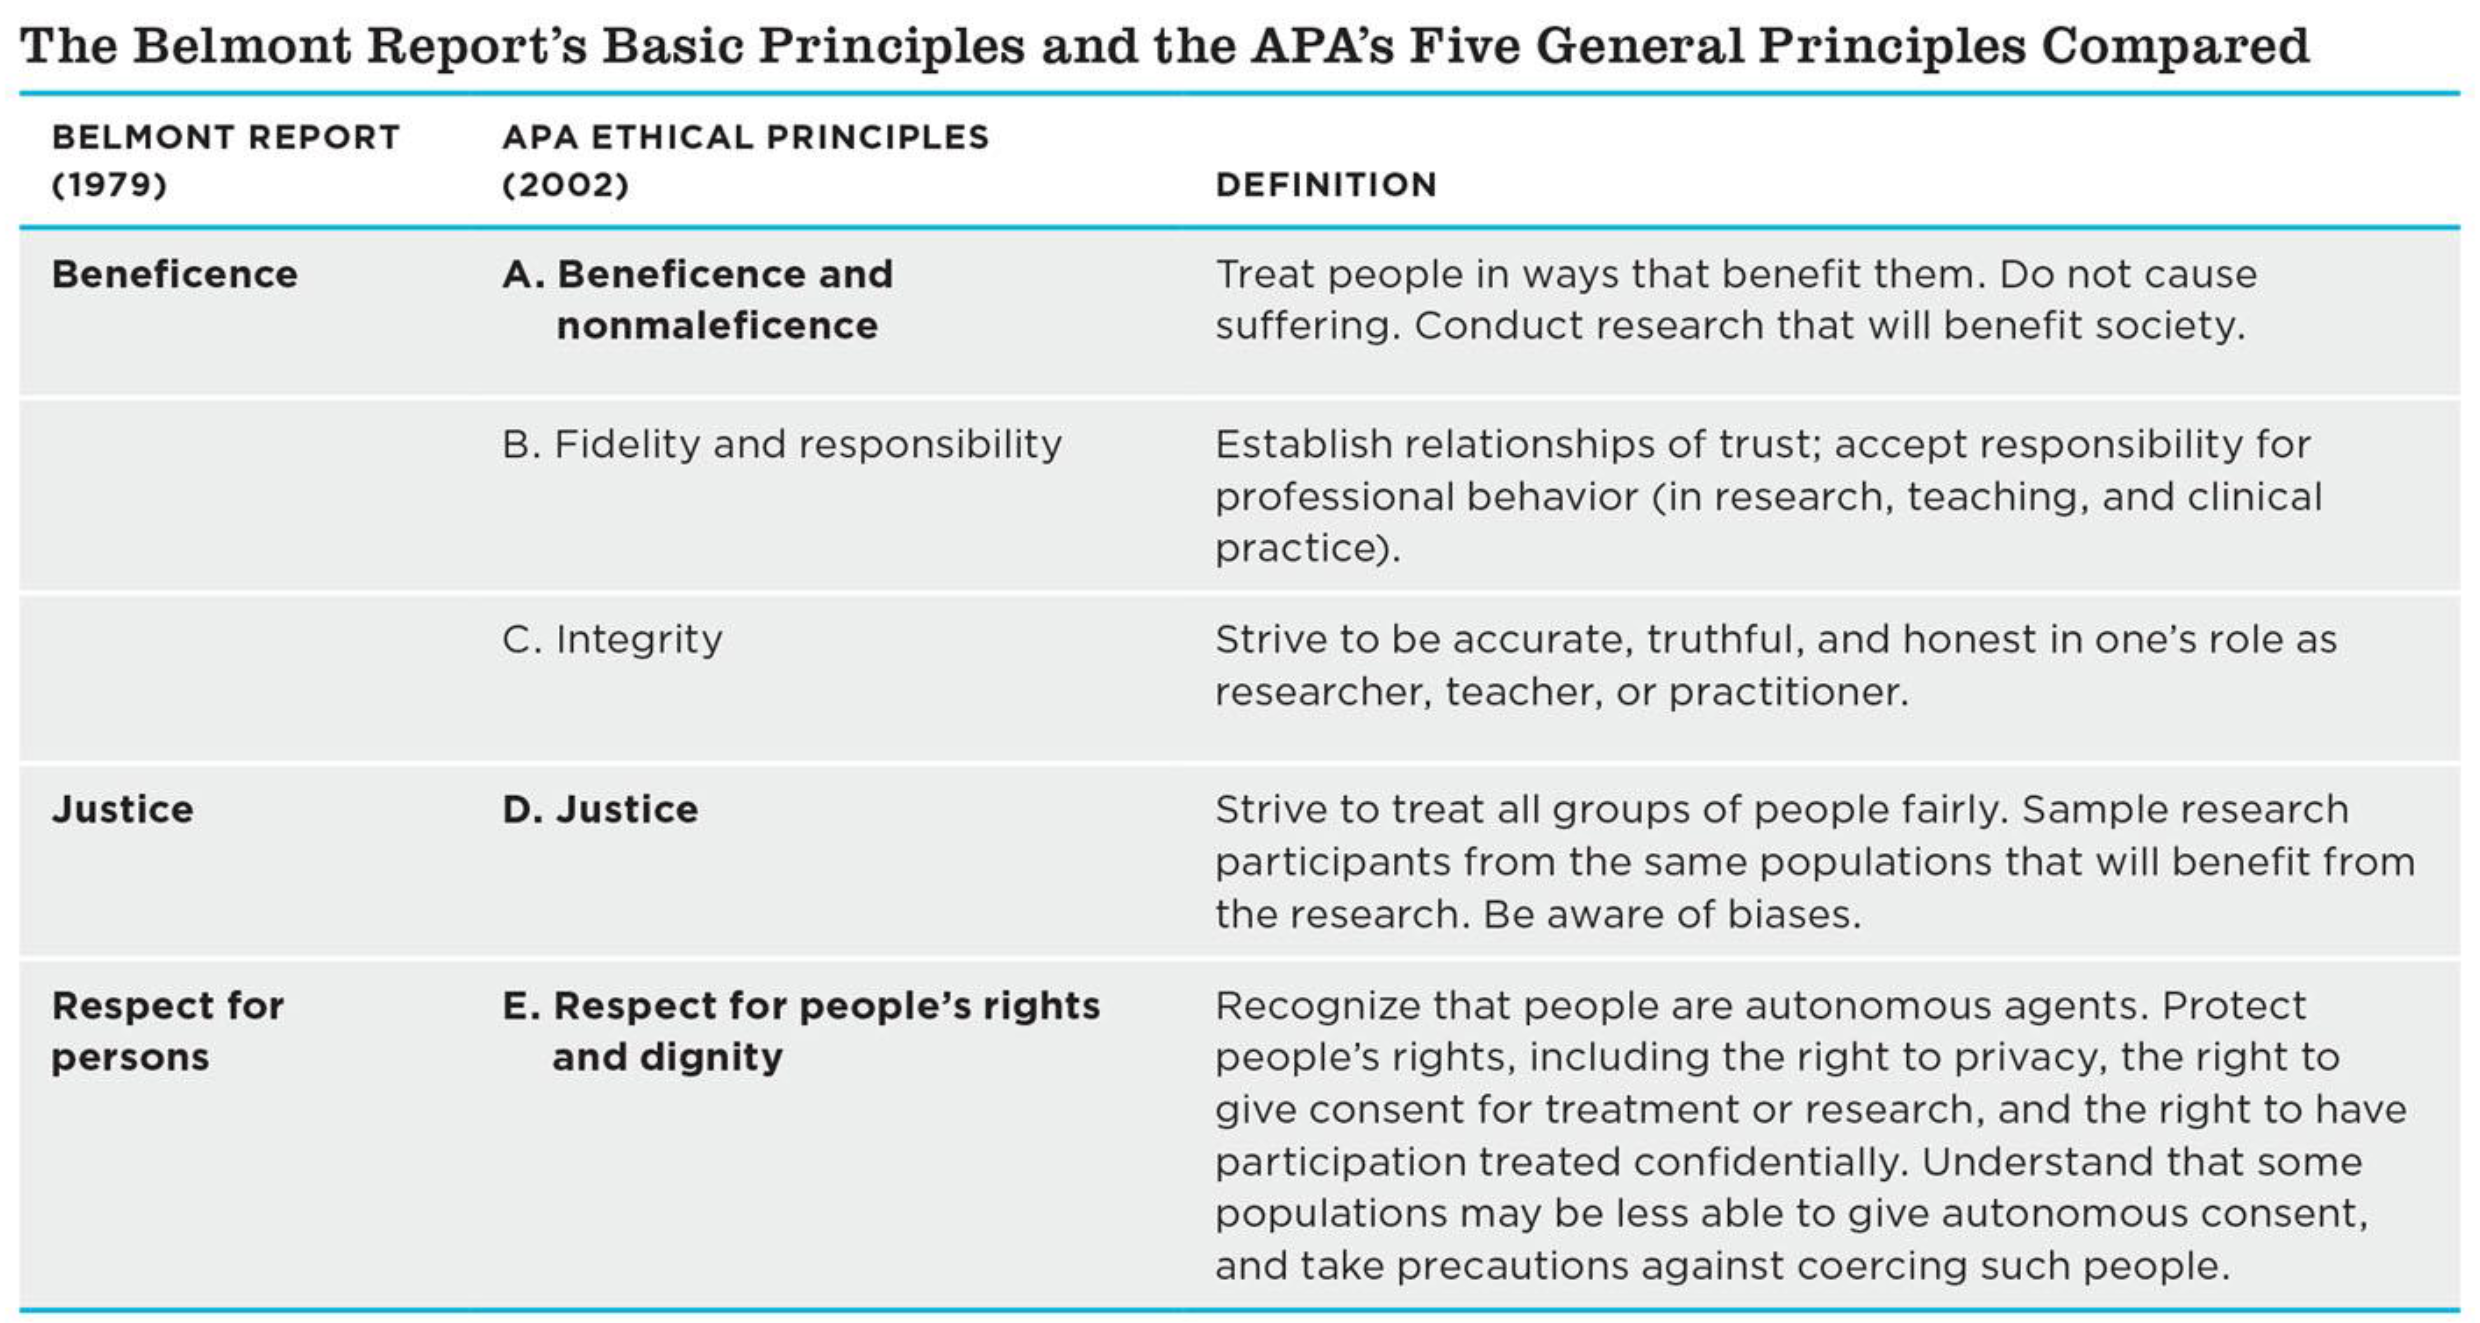 The Belmont Report’s Basic Principles and the APA’s Five General Principles Compared
BELMONT REPORT
(1979)
APA ETHICAL PRINCIPLES
(2002)
DEFINITION
Beneficence
A. Beneficence and
nonmaleficence
Treat people in ways that benefit them. Do not cause
suffering. Conduct research that will benefit society.
B. Fidelity and responsibility
Establish relationships of trust; accept responsibility for
professional behavior (in research, teaching, and clinical
practice).
C. Integrity
Strive to be accurate, truthful, and honest in one’s role as
researcher, teacher, or practitioner.
Justice
D. Justice
Strive to treat all groups of people fairly. Sample research
participants from the same populations that will benefit from
the research. Be aware of biases.
Respect for
persons
E. Respect for people’s rights
and dignity
Recognize that people are autonomous agents. Protect
people’s rights, including the right to privacy, the right to
give consent for treatment or research, and the right to have
participation treated confidentially. Understand that some
populations may be less able to give autonomous consent,
and take precautions against coercing such people.